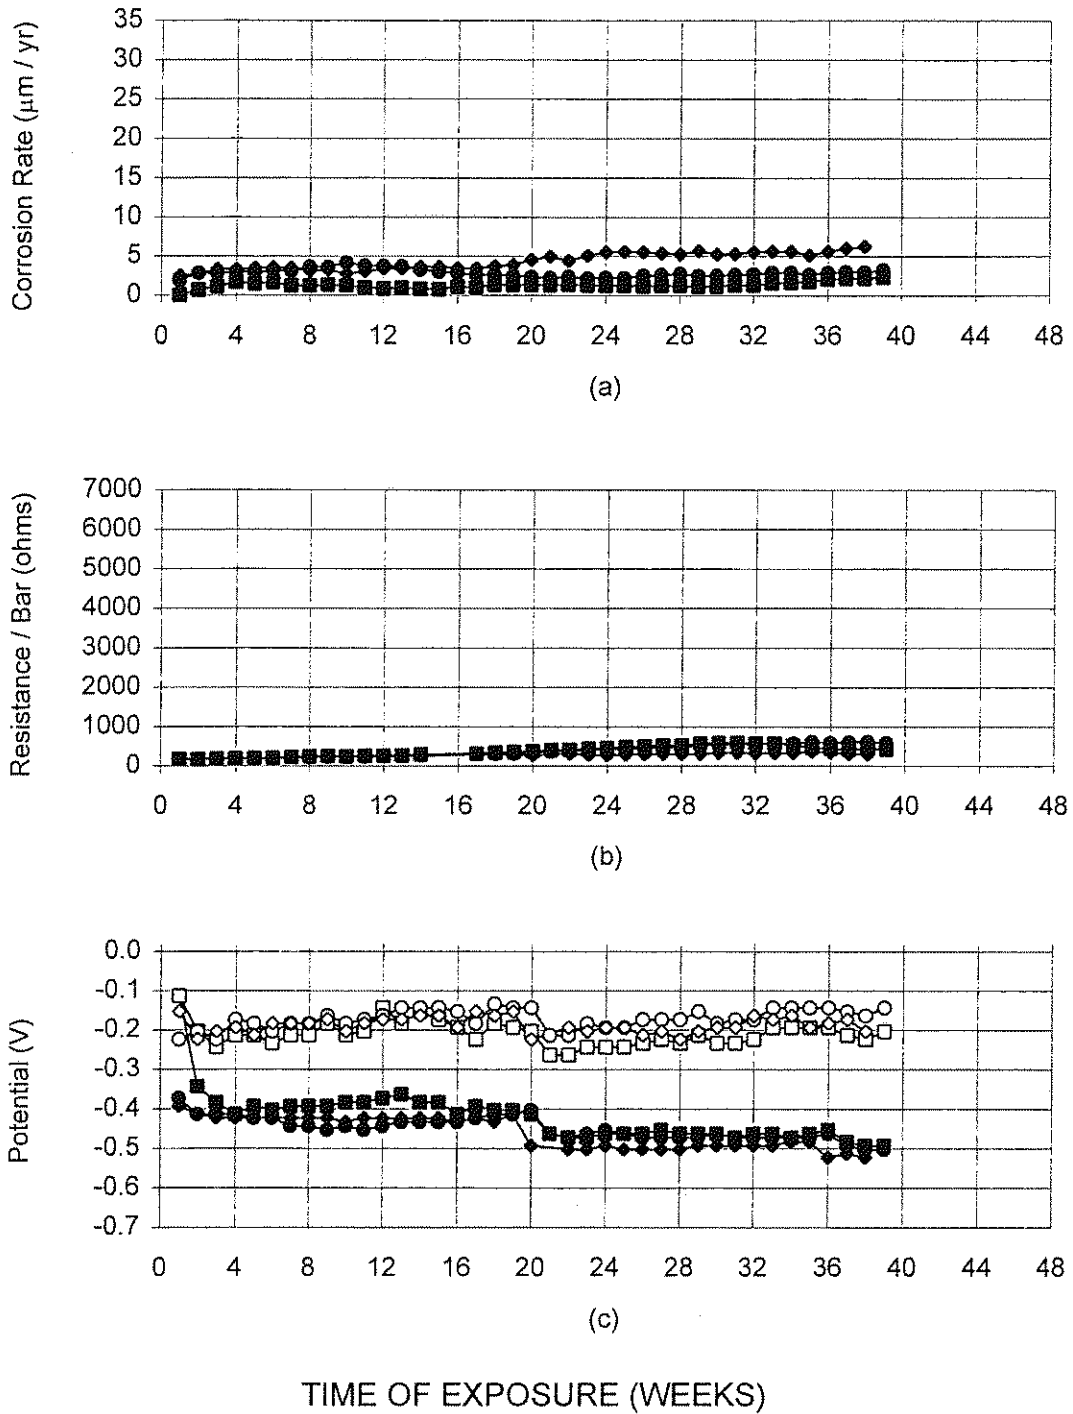 Corrosion Rate (μm / yr)
35
30
25
20
15
10
5
0
0 4 8 12 16 20 24 28 32 36 40 44 48
(a)
Resistance / Bar (ohms)
7000
6000
5000
4000
3000
2000
1000
0
0 4 8 12 16 20 24 28 32 36 40 44 48
(b)
Potential (V)
0.0
-0.1
-0.2
-0.3
-0.4
-0.5
-0.6
-0.7
0 4 8 12 16 20 24 28 32 36 40 44 48
(c)
TIME OF EXPOSURE (WEEKS)